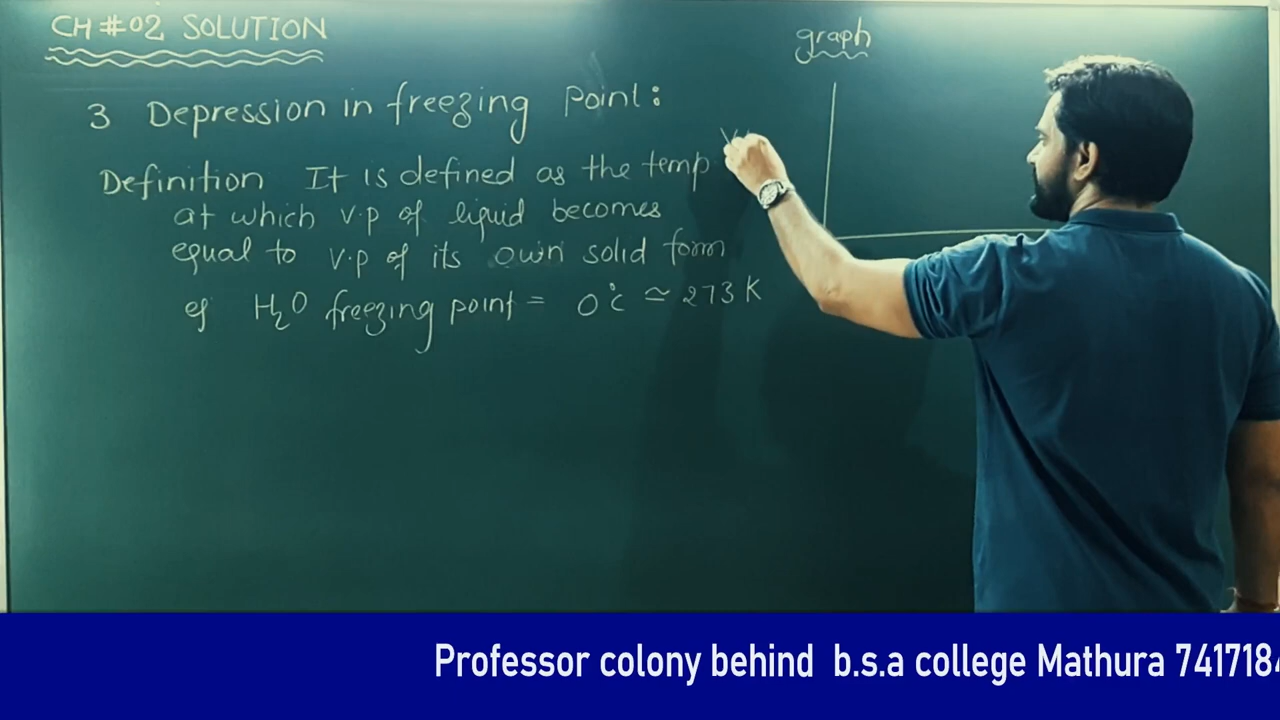 CH #02 SOLUTION
graph
3 Depression in freezing Point:
Definition It is defined as the temp
at which v.p of liquid becomes
equal to v.p of its own solid form
eg H₂O freezing point = 0°c ≃ 273 K
Professor colony behind b.s.a college Mathura 741718